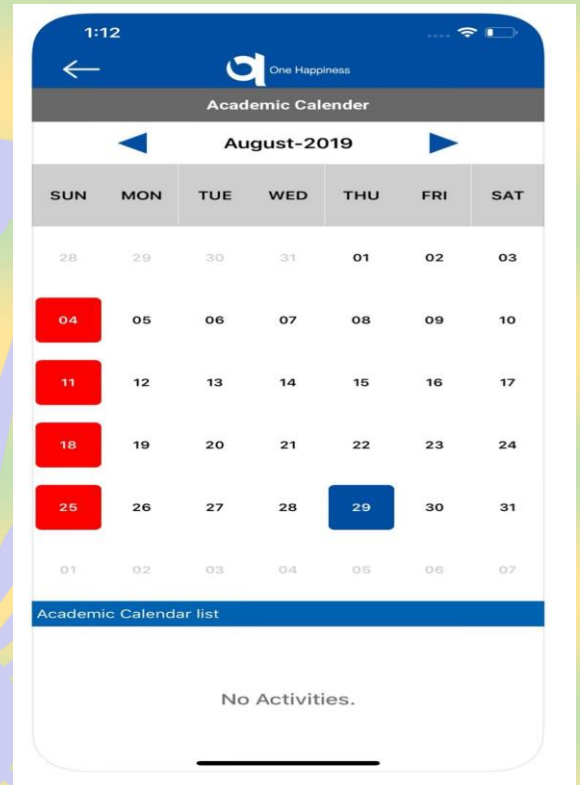 1:12
One Happiness
Academic Calender
August-2019
SUN MON TUE WED THU FRI SAT
28 29 30 31 01 02 03
04 05 06 07 08 09 10
11 12 13 14 15 16 17
18 19 20 21 22 23 24
25 26 27 28 29 30 31
01 02 03 04 05 06 07
Academic Calendar list
No Activities.